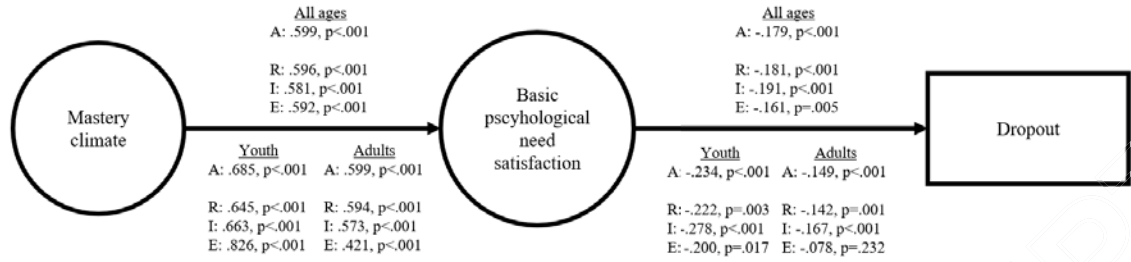 All ages
A: .599, p<.001
R: .596, p<.001
I: .581, p<.001
E: .592, p<.001
All ages
A: -.179, p<.001
R: -.181, p<.001
I: -.191, p<.001
E: -.161, p=.005
Mastery
climate
Basic
pscyhological
need
satisfaction
Dropout
Youth Adults
A: .685, p<.001 A: .599, p<.001
R: .645, p<.001 R: .594, p<.001
I: .663, p<.001 I: .573, p<.001
E: .826, p<.001 E: .421, p<.001
Youth Adults
A: -.234, p<.001 A: -.149, p<.001
R: -.222, p=.003 R: -.142, p=.001
I: -.278, p<.001 I: -.167, p<.001
E: -.200, p=.017 E: -.078, p=.232